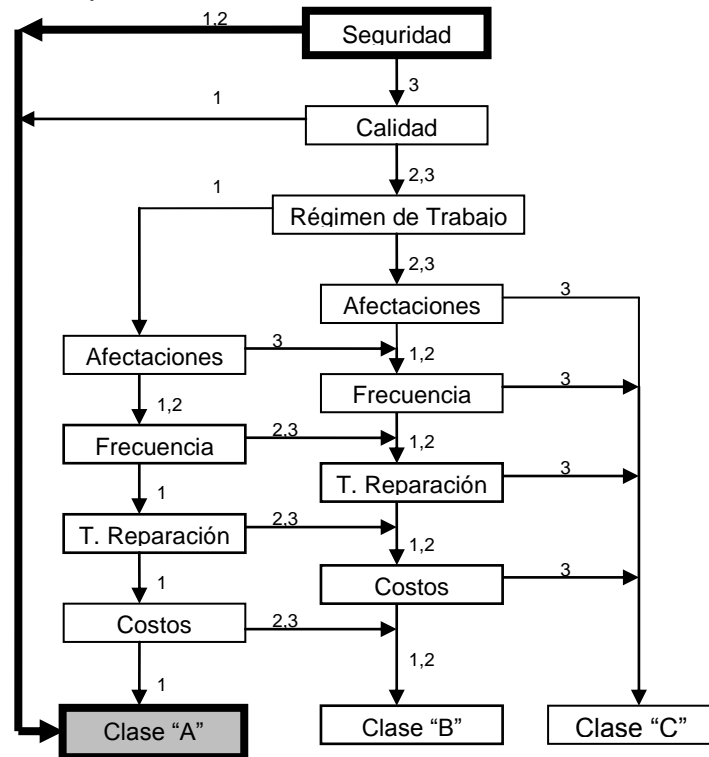 1,2
Seguridad
3
1
Calidad
2,3
1
Régimen de Trabajo
2,3
Afectaciones
3
Afectaciones
3
1,2
Frecuencia
3
1,2
Frecuencia
2,3
1,2
T. Reparación
3
1
T. Reparación
2,3
1,2
Costos
3
1
Costos
2,3
1,2
1
Clase “A”
Clase “B”
Clase “C”